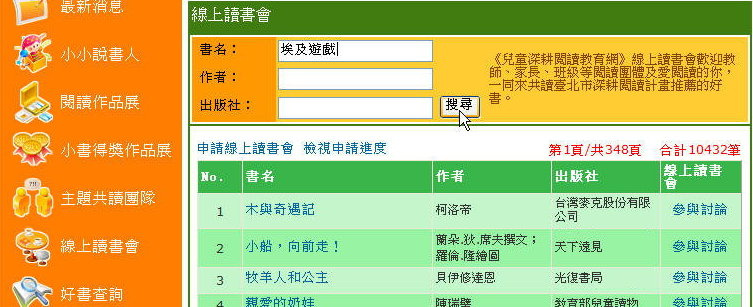 最新消息
小小說書人
閱讀作品展
小書得獎作品展
主題共讀團隊
線上讀書會
好書查詢
線上讀書會
書名： 埃及遊戲
作者：
出版社： 搜尋
《兒童深耕閱讀教育網》線上讀書會歡迎教
師、家長、班級等閱讀團體及愛閱讀的你，
一同來共讀臺北市深耕閱讀計畫推薦的好
書。
申請線上讀書會 檢視申請進度 第1頁/共348頁 合計10432筆
No. 書名 作者 出版社 線上讀書會
1 木與奇遇記 柯洛帝 台灣麥克股份有限公司 參與討論
2 小船，向前走！ 蘭朵.狄.席夫撰文；羅倫.隆繪圖 天下遠見 參與討論
3 牧羊人和公主 貝伊修達恩 光復書局 參與討論
4 親愛的奶娃 陳瑞璧 教育部兒童讀物 參與討論